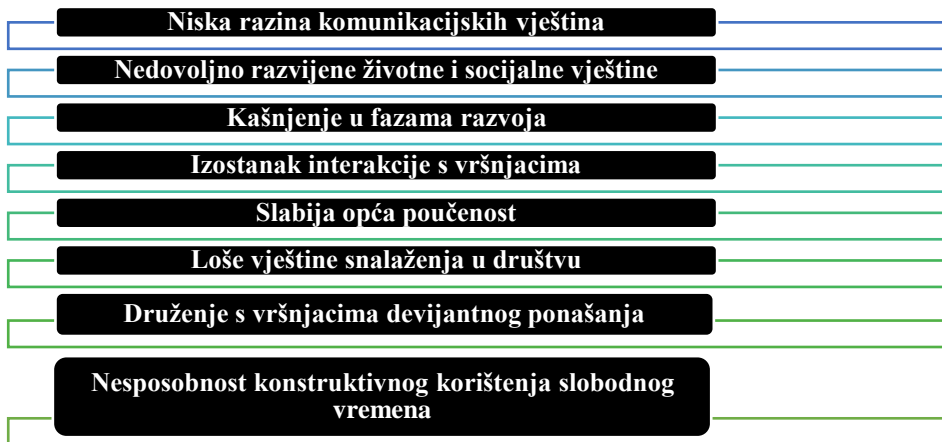 Niska razina komunikacijskih vještina
Nedovoljno razvijene životne i socijalne vještine
Kašnjenje u fazama razvoja
Izostanak interakcije s vršnjacima
Slabija opća poučenost
Loše vještine snalaženja u društvu
Druženje s vršnjacima devijantnog ponašanja
Nesposobnost konstruktivnog korištenja slobodnog
vremena